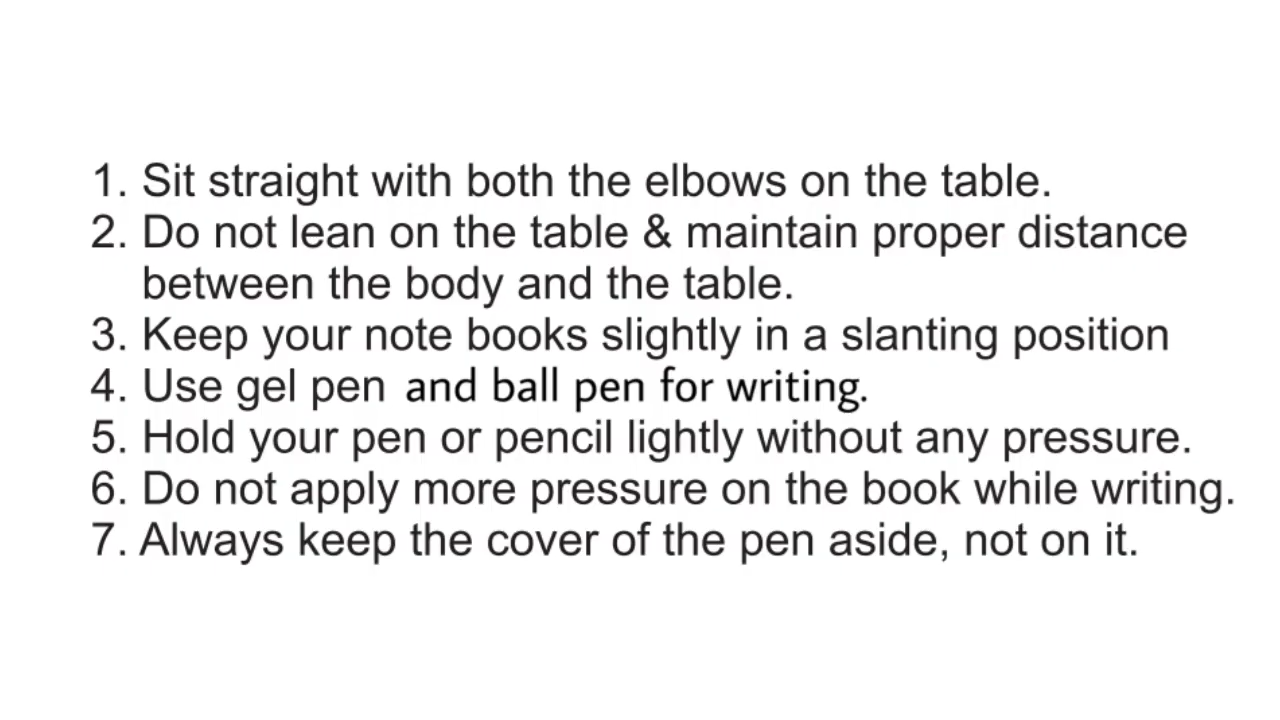 1. Sit straight with both the elbows on the table.
2. Do not lean on the table & maintain proper distance
between the body and the table.
3. Keep your note books slightly in a slanting position
4. Use gel pen and ball pen for writing.
5. Hold your pen or pencil lightly without any pressure.
6. Do not apply more pressure on the book while writing.
7. Always keep the cover of the pen aside, not on it.